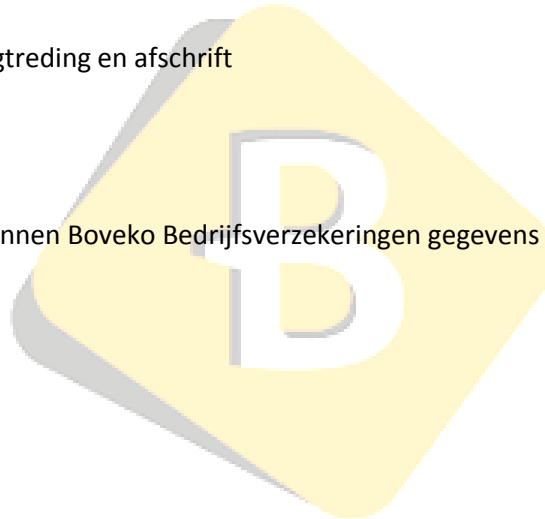 gtreding en afschrift
nnen Boveko Bedrijfsverzekeringen gegevens
B